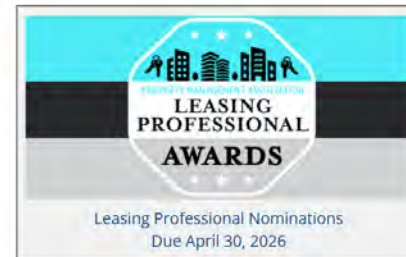 PROPERTY MANAGEMENT ASSOCIATION
LEASING
PROFESSIONAL
AWARDS
Leasing Professional Nominations
Due April 30, 2026